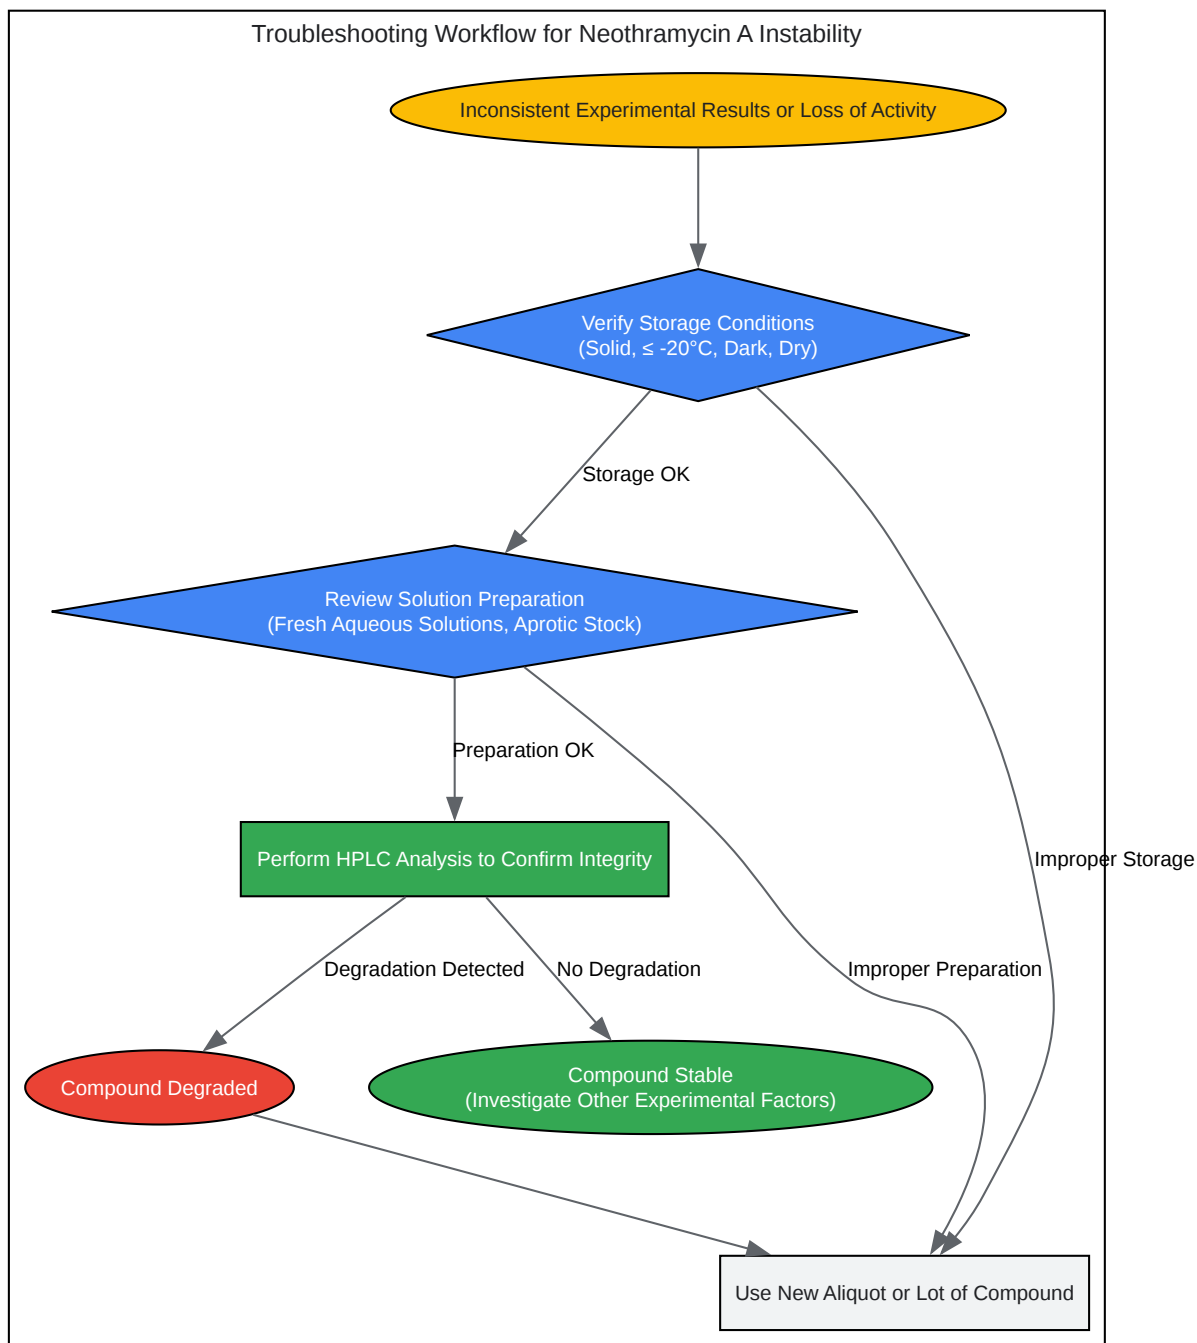 Troubleshooting Workflow for Neothramycin A Instability
Inconsistent Experimental Results or Loss of Activity
Verify Storage Conditions
(Solid, ≤ -20°C, Dark, Dry)
Storage OK
Review Solution Preparation
(Fresh Aqueous Solutions, Aprotic Stock)
Preparation OK
Perform HPLC Analysis to Confirm Integrity
Improper Storage
Degradation Detected
No Degradation
Improper Preparation
Compound Degraded
Compound Stable
(Investigate Other Experimental Factors)
Use New Aliquot or Lot of Compound